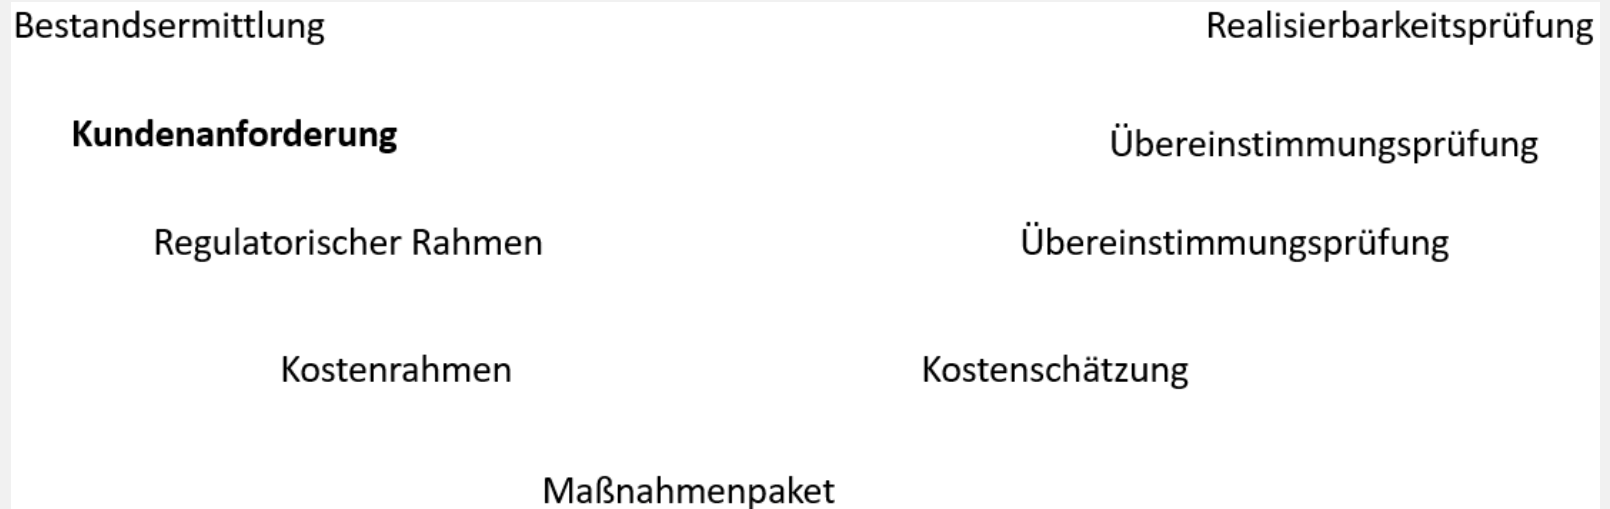 Bestandsermittlung
Realisierbarkeitsprüfung
Kundenanforderung
Übereinstimmungsprüfung
Regulatorischer Rahmen
Übereinstimmungsprüfung
Kostenrahmen
Kostenschätzung
Maßnahmenpaket